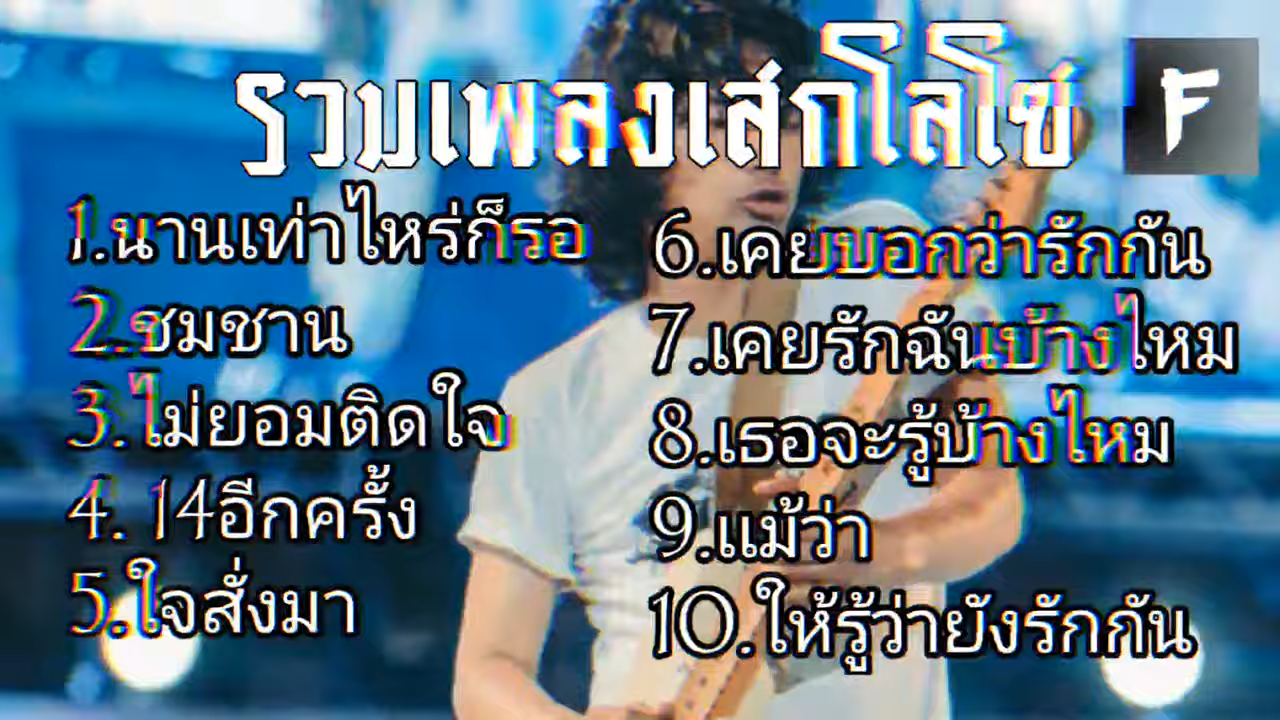 รวมเพลงเสกโลโซ
F
1.นานเท่าไหร่ก็รอ
2.ซมซาน
3.ไม่ยอมติดใจ
4. 14อีกครั้ง
5.ใจสั่งมา
6.เคยบอกว่ารักกัน
7.เคยรักฉันบ้างไหม
8.เธอจะรู้บ้างไหม
9.แม้ว่า
10.ให้รู้ว่ายังรักกัน